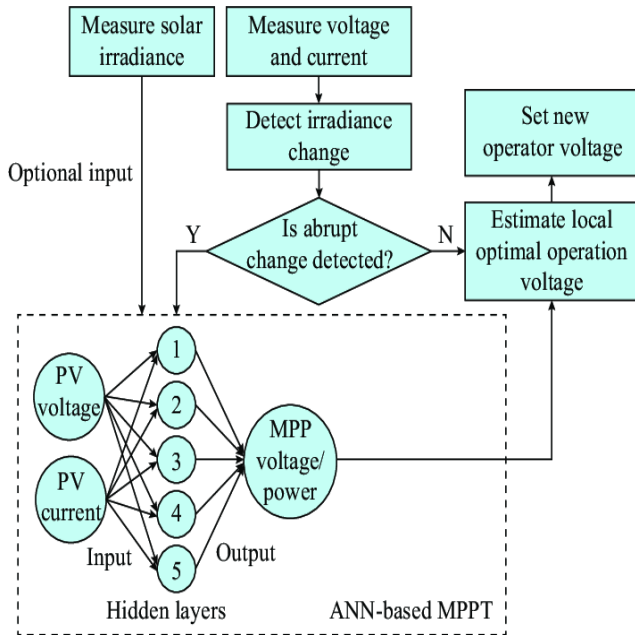 Measure solar
irradiance
Measure voltage
and current
Detect irradiance
change
Set new
operator voltage
Optional input
Y
Is abrupt
change detected?
N
Estimate local
optimal operation
voltage
PV
voltage
PV
current
1
2
3
4
5
MPP
voltage/
power
Input
Output
Hidden layers
ANN-based MPPT